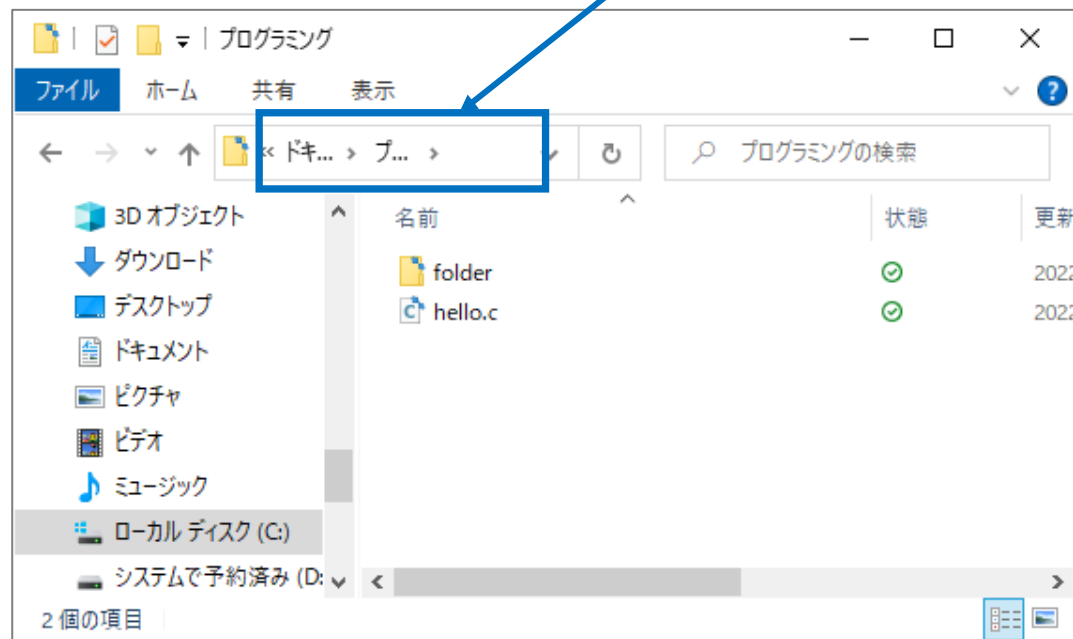 プログラミング
ファイル ホーム 共有 表示
« ドキ... › プ... › プログラミングの検索
名前 状態 更新
folder 2022
hello.c 2022
3D オブジェクト
ダウンロード
デスクトップ
ドキュメント
ピクチャ
ビデオ
ミュージック
ローカル ディスク (C:)
システムで予約済み (D:
2 個の項目